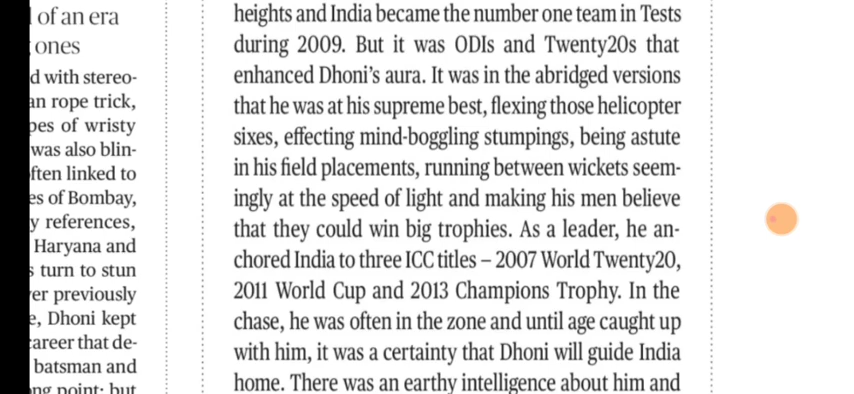 of an era
ones
d with stereo-
an rope trick,
pes of wristy
was also blin-
ften linked to
es of Bombay,
y references,
Haryana and
s turn to stun
er previously
e, Dhoni kept
career that de-
batsman and
ng point; but
heights and India became the number one team in Tests
during 2009. But it was ODIs and Twenty20s that
enhanced Dhoni's aura. It was in the abridged versions
that he was at his supreme best, flexing those helicopter
sixes, effecting mind-boggling stumpings, being astute
in his field placements, running between wickets seem-
ingly at the speed of light and making his men believe
that they could win big trophies. As a leader, he an-
chored India to three ICC titles – 2007 World Twenty20,
2011 World Cup and 2013 Champions Trophy. In the
chase, he was often in the zone and until age caught up
with him, it was a certainty that Dhoni will guide India
home. There was an earthy intelligence about him and